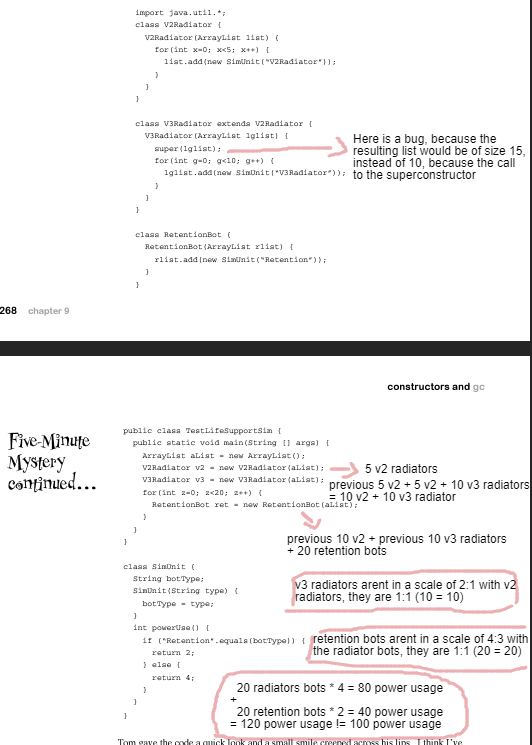 import java.util.*;
class V2Radiator {
V2Radiator(ArrayList list) {
for(int x=0; x<5; x++) {
list.add(new SimUnit("V2Radiator"));
}
}
}
class V3Radiator extends V2Radiator {
V3Radiator(ArrayList lglist) {
super(lglist);
for(int g=0; g<10; g++) {
lglist.add(new SimUnit("V3Radiator"));
}
}
}
Here is a bug, because the
resulting list would be of size 15,
instead of 10, because the call
to the superconstructor
class RetentionBot {
RetentionBot(ArrayList rlist) {
rlist.add(new SimUnit("Retention"));
}
}
268 chapter 9
constructors and gc
Five-Minute
Mystery
continued...
public class TestLifeSupportSim {
public static void main(String [] args) {
ArrayList aList = new ArrayList();
V2Radiator v2 = new V2Radiator(aList);
V3Radiator v3 = new V3Radiator(aList);
for(int z=0; z<20; z++) {
RetentionBot ret = new RetentionBot(aList);
}
}
}
5 v2 radiators
previous 5 v2 + 5 v2 + 10 v3 radiators
= 10 v2 + 10 v3 radiator
previous 10 v2 + previous 10 v3 radiators
+ 20 retention bots
class SimUnit {
String botType;
SimUnit(String type) {
botType = type;
}
int powerUse() {
if ("Retention".equals(botType)) {
return 2;
} else {
return 4;
}
}
}
v3 radiators arent in a scale of 2:1 with v2
radiators, they are 1:1 (10 = 10)
retention bots arent in a scale of 4:3 with
the radiator bots, they are 1:1 (20 = 20)
20 radiators bots * 4 = 80 power usage
+
20 retention bots * 2 = 40 power usage
= 120 power usage != 100 power usage
Tom gave the code a quick look and a small smile creeped across his lips. I think I've